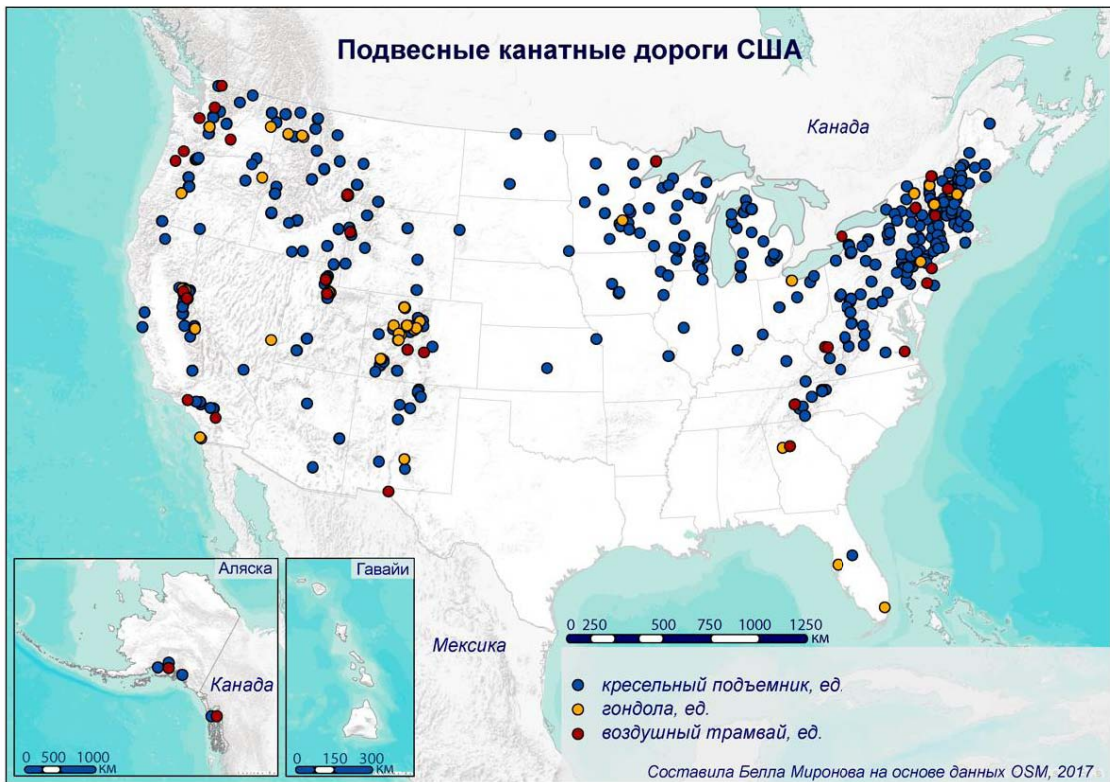 Подвесные канатные дороги США
Канада
Аляска
Гавайи
Канада
Мексика
0 250 500 750 1000 1250
КМ
кресельный подъемник, ед.
гондола, ед.
воздушный трамвай, ед.
0 500 1000
КМ
0 150 300
КМ
Составила Белла Миронова на основе данных OSM, 2017